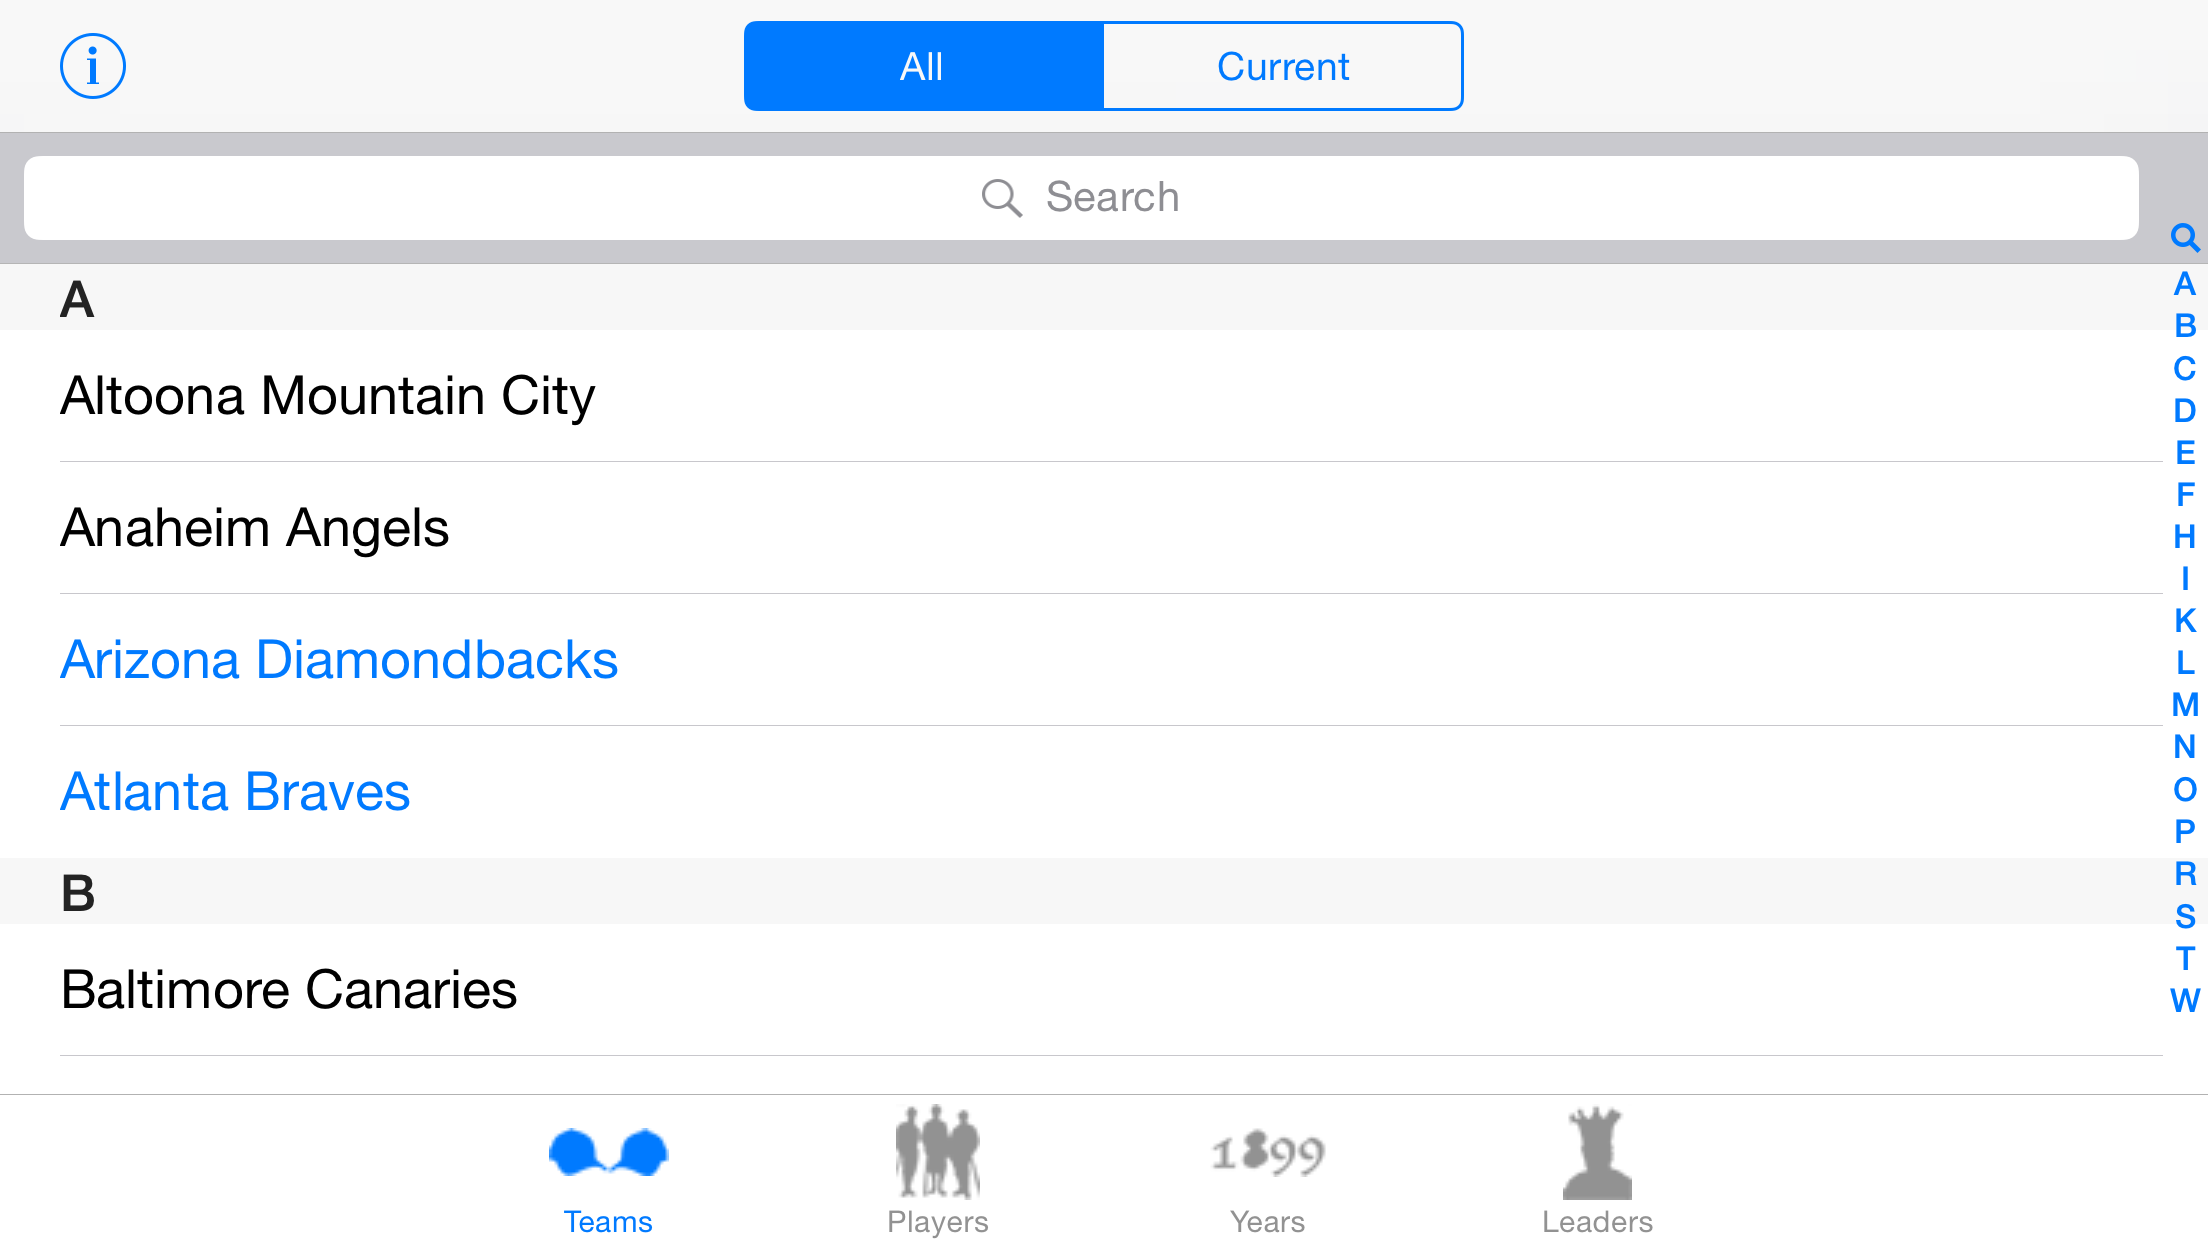 i
All
Current
Search
A
Altoona Mountain City
Anaheim Angels
Arizona Diamondbacks
Atlanta Braves
B
Baltimore Canaries
A
B
C
D
E
F
H
I
K
L
M
N
O
P
R
S
T
W
1899
Teams
Players
Years
Leaders